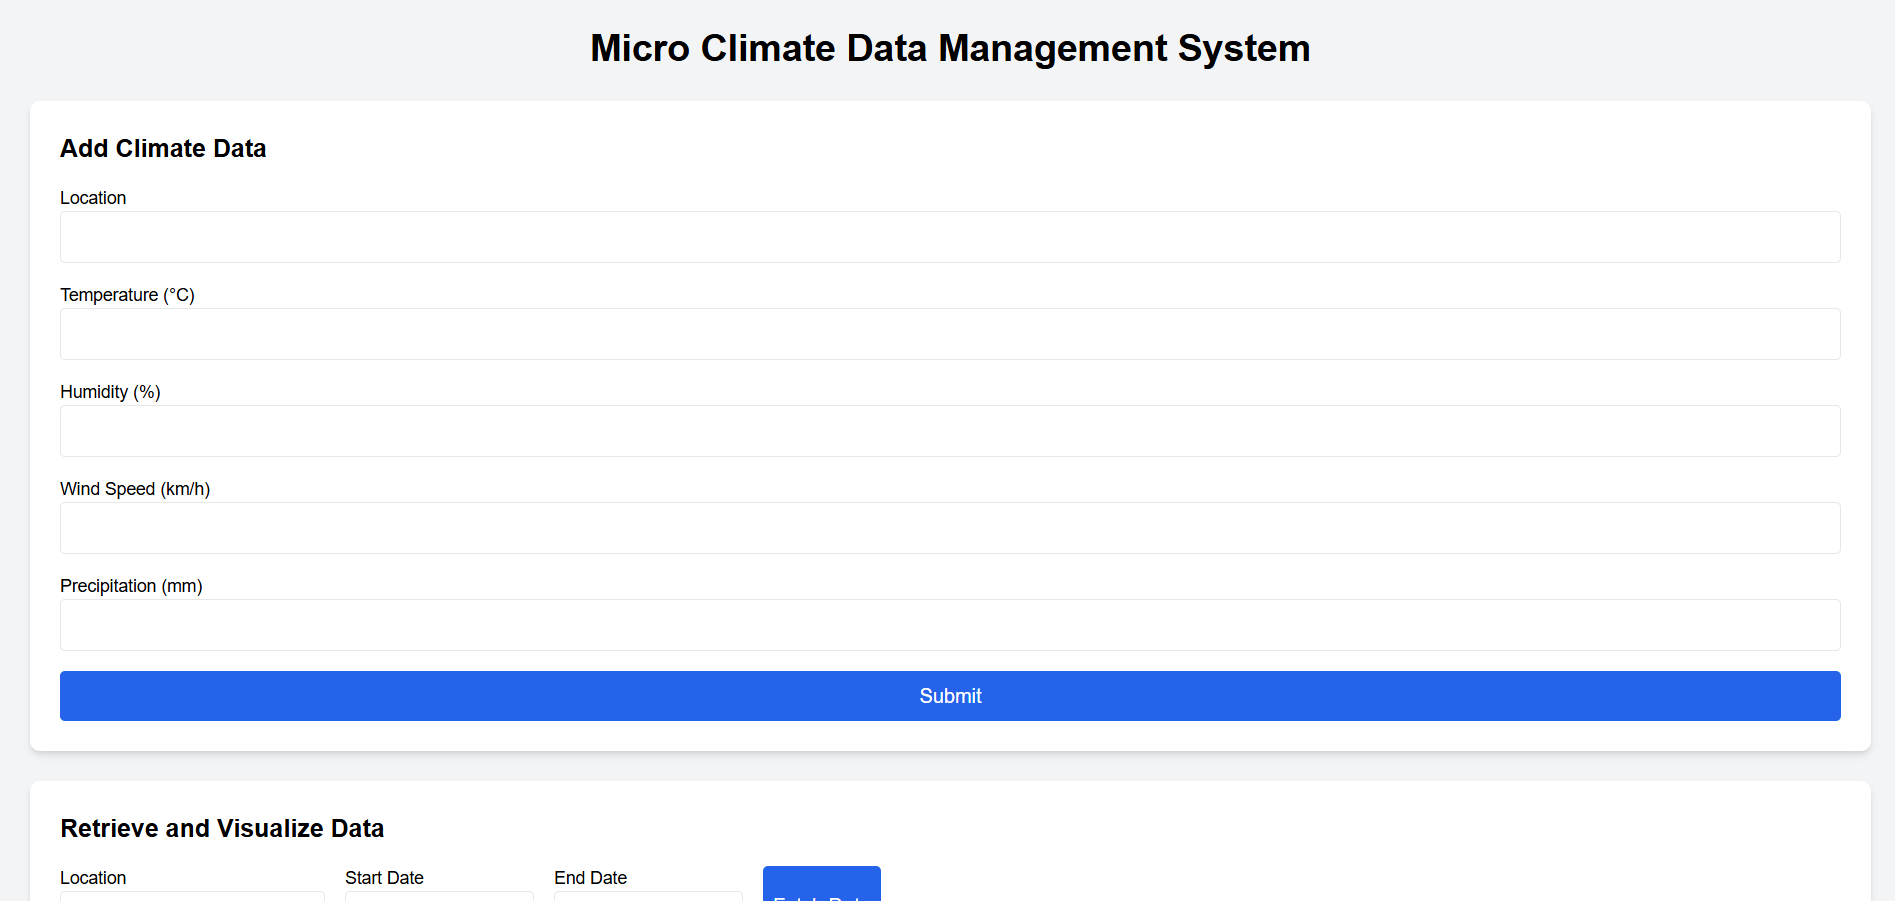 Micro Climate Data Management System
Add Climate Data
Location
Temperature (°C)
Humidity (%)
Wind Speed (km/h)
Precipitation (mm)
Submit
Retrieve and Visualize Data
Location Start Date End Date